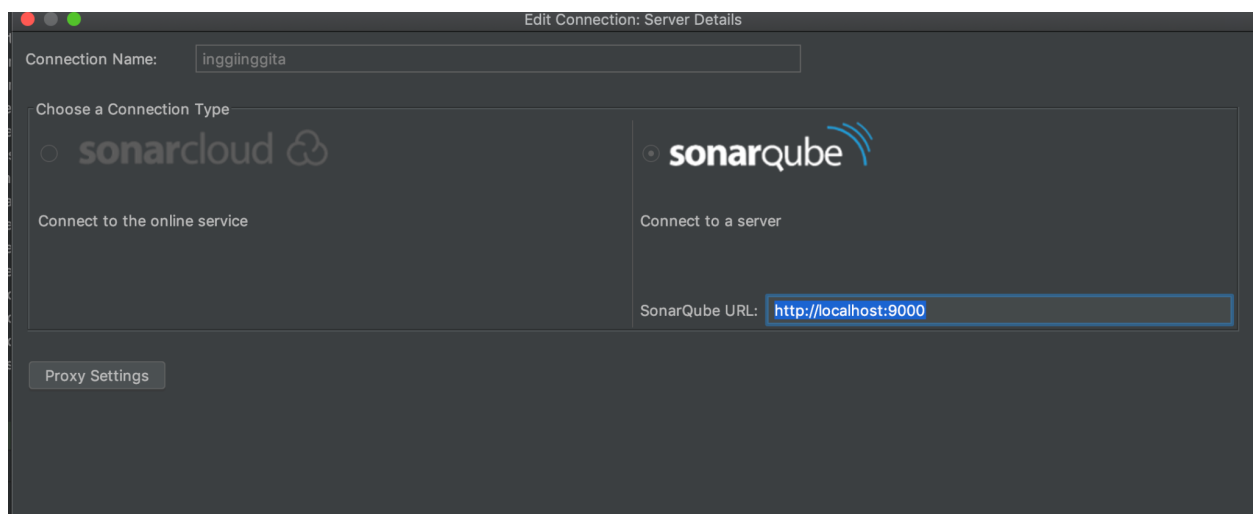 Edit Connection: Server Details
Connection Name: inggiinggita
Choose a Connection Type
sonarcloud
sonarqube
Connect to the online service
Connect to a server
SonarQube URL: http://localhost:9000
Proxy Settings